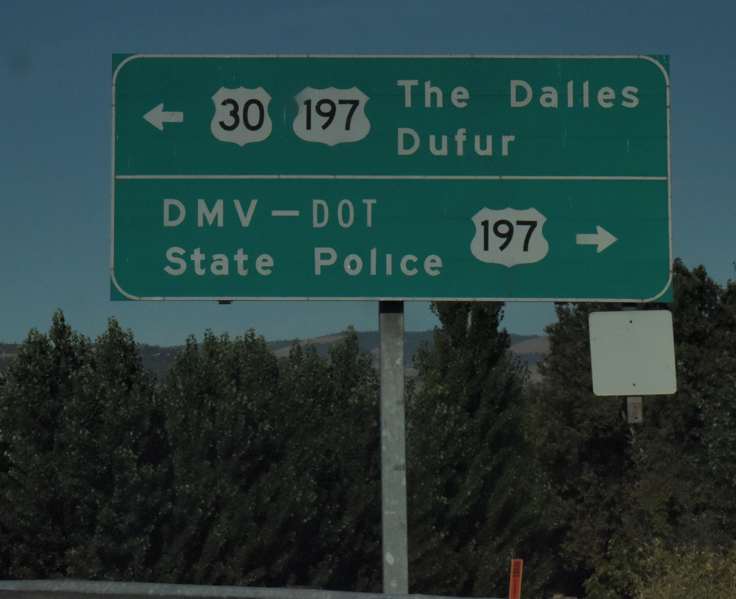 30 197 The Dalles
Dufur
DMV — DOT
State Police 197